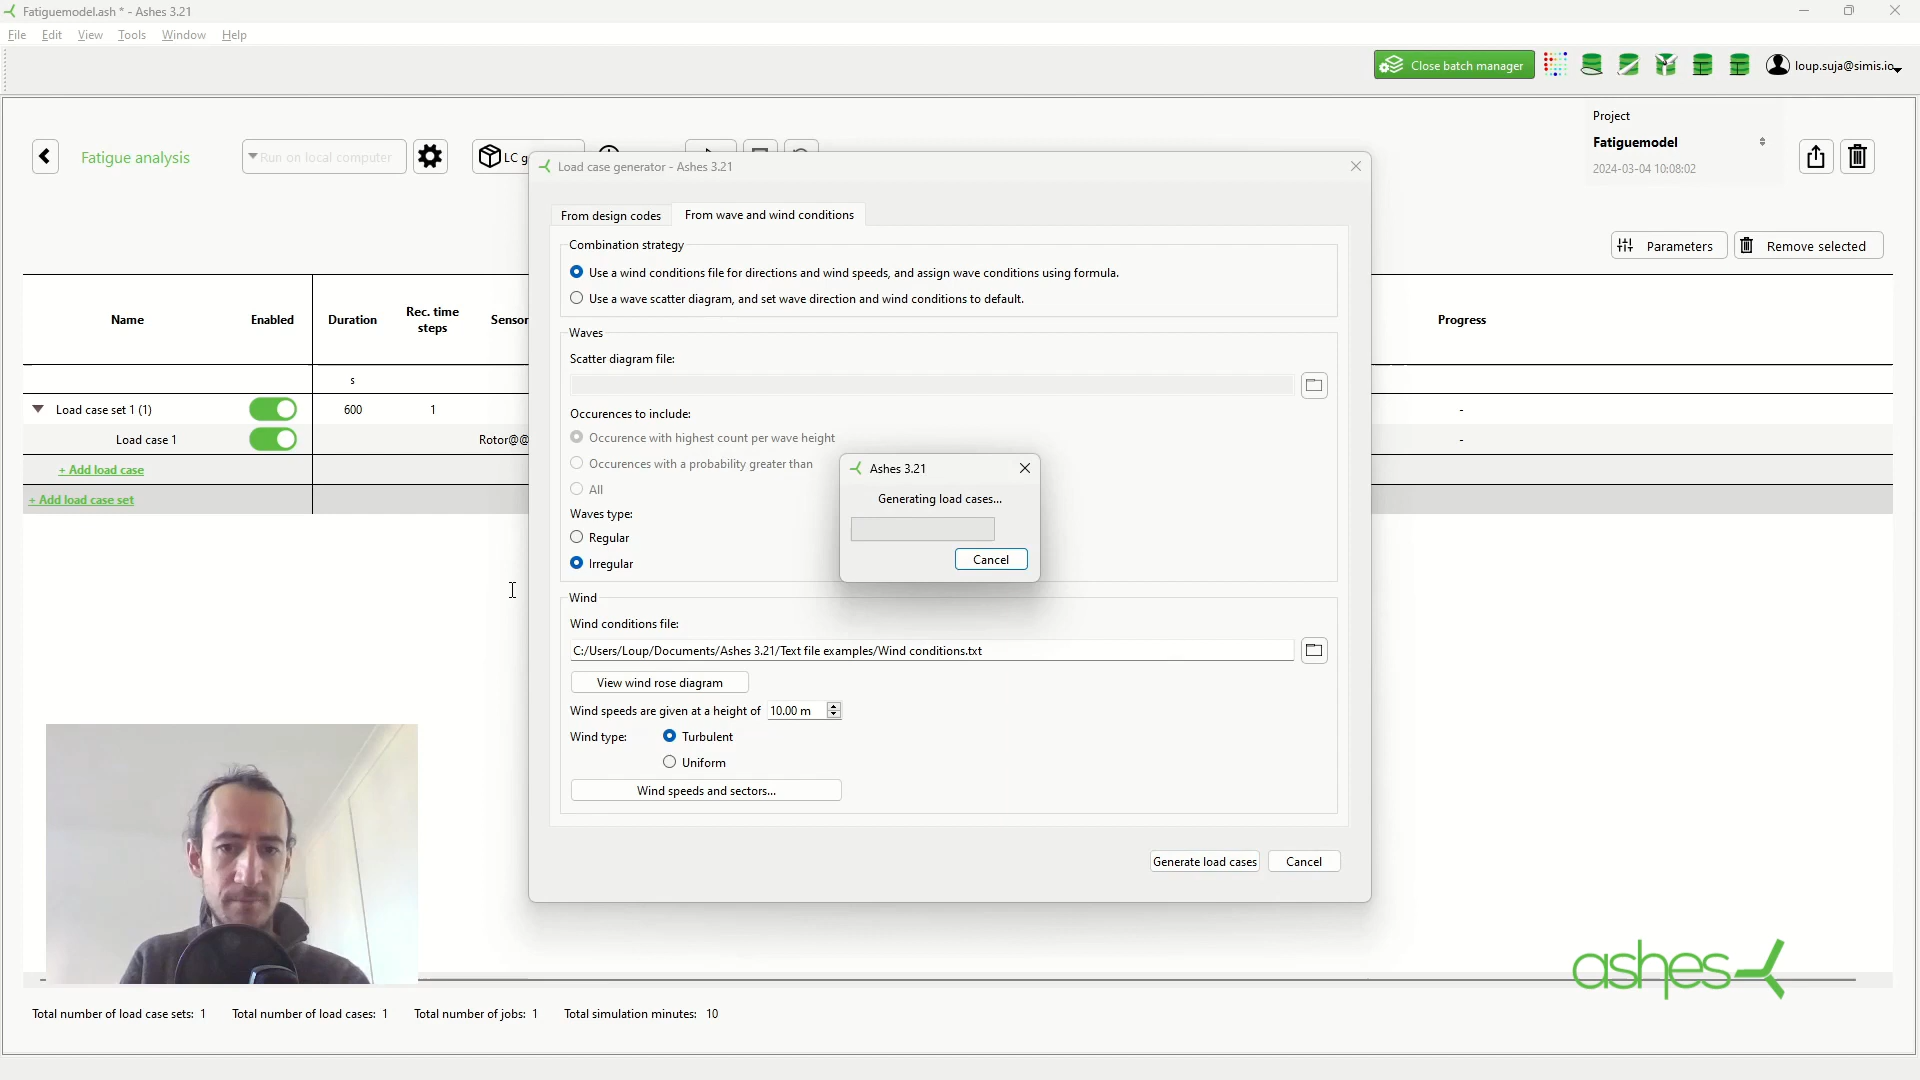 Fatiguemodel.ash * - Ashes 3.21
File Edit View Tools Window Help
Close batch manager
loup.suja@simis.io
Project
Fatiguemodel
2024-03-04 10:08:02
Fatigue analysis
Run on local computer
LC g
Load case generator - Ashes 3.21
From design codes
From wave and wind conditions
Parameters
Remove selected
Combination strategy
Use a wind conditions file for directions and wind speeds, and assign wave conditions using formula.
Use a wave scatter diagram, and set wave direction and wind conditions to default.
Name
Enabled
Duration
Rec. time
steps
Sensor
Progress
s
Load case set 1 (1)
600
1
-
Load case 1
Rotor@@
-
+ Add load case
+ Add load case set
Waves
Scatter diagram file:
Occurences to include:
Occurence with highest count per wave height
Occurences with a probability greater than
All
Waves type:
Regular
Irregular
Ashes 3.21
Generating load cases...
Cancel
Wind
Wind conditions file:
C:/Users/Loup/Documents/Ashes 3.21/Text file examples/Wind conditions.txt
View wind rose diagram
Wind speeds are given at a height of 10.00 m
Wind type:
Turbulent
Uniform
Wind speeds and sectors...
Generate load cases
Cancel
ashes
Total number of load case sets: 1
Total number of load cases: 1
Total number of jobs: 1
Total simulation minutes: 10